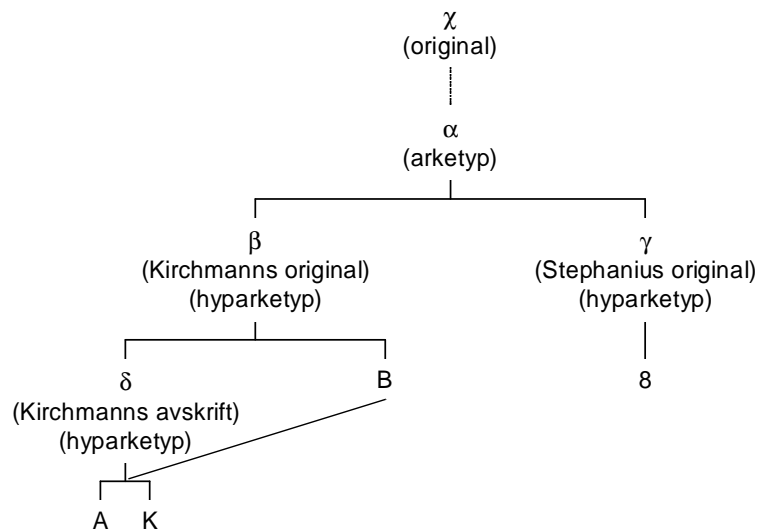 χ
(original)
α
(arketyp)
β
(Kirchmanns original)
(hyparketyp)
γ
(Stephanius original)
(hyparketyp)
δ
(Kirchmanns avskrift)
(hyparketyp)
B
8
A K